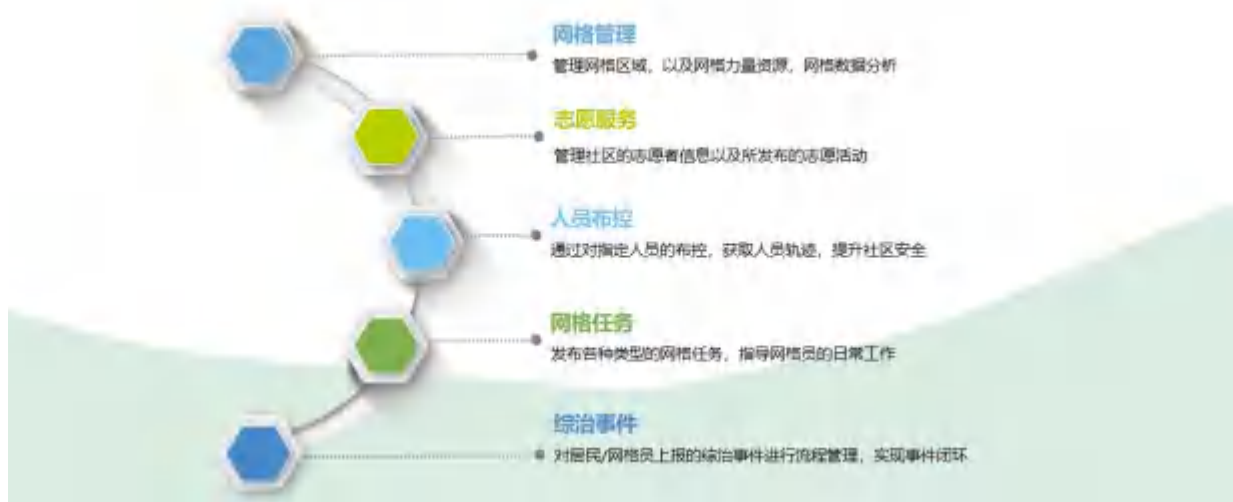 网格管理
管理网格区域，以及网格力量资源，网格数据分析
志愿服务
管理社区的志愿者信息以及所发布的志愿活动
人员布控
通过对指定人员的布控，获取人员轨迹，提升社区安全
网格任务
发布各种类型的网格任务，指导网格员的日常工作
综治事件
对居民/网格员上报的综治事件进行流程管理，实现事件闭环